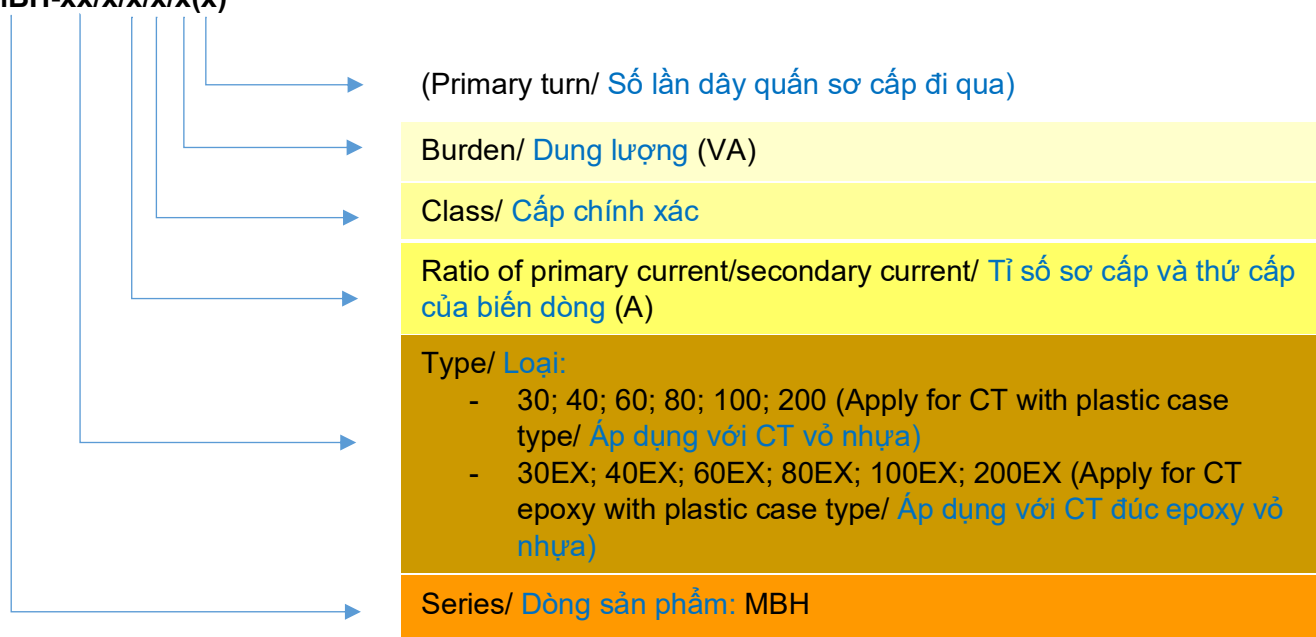 MBH-xx/x/x/x/x(x)
(Primary turn/ Số lần dây quấn sơ cấp đi qua)
Burden/ Dung lượng (VA)
Class/ Cấp chính xác
Ratio of primary current/secondary current/ Tỉ số sơ cấp và thứ cấp
của biến dòng (A)
Type/ Loại:
- 30; 40; 60; 80; 100; 200 (Apply for CT with plastic case
type/ Áp dụng với CT vỏ nhựa)
- 30EX; 40EX; 60EX; 80EX; 100EX; 200EX (Apply for CT
epoxy with plastic case type/ Áp dụng với CT đúc epoxy vỏ
nhựa)
Series/ Dòng sản phẩm: MBH